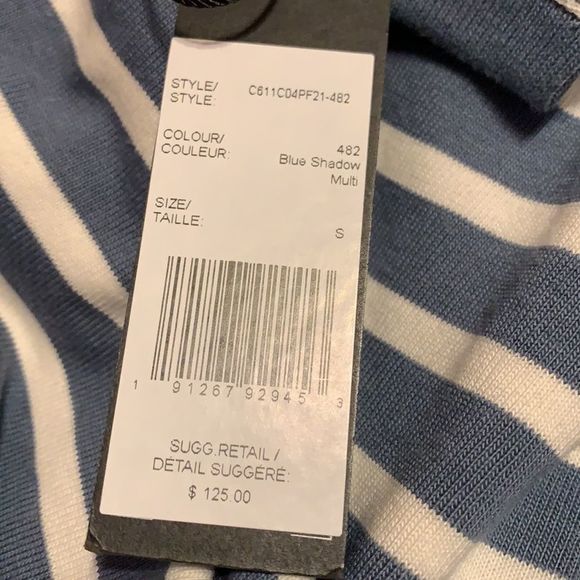 STYLE/
STYLE: C611C04PF21-482
COLOUR/ 482
COULEUR: Blue Shadow
Multi
SIZE/
TAILLE: S
1 91267 92945 3
SUGG.RETAIL /
DÉTAIL SUGGÉRÉ:
$ 125.00